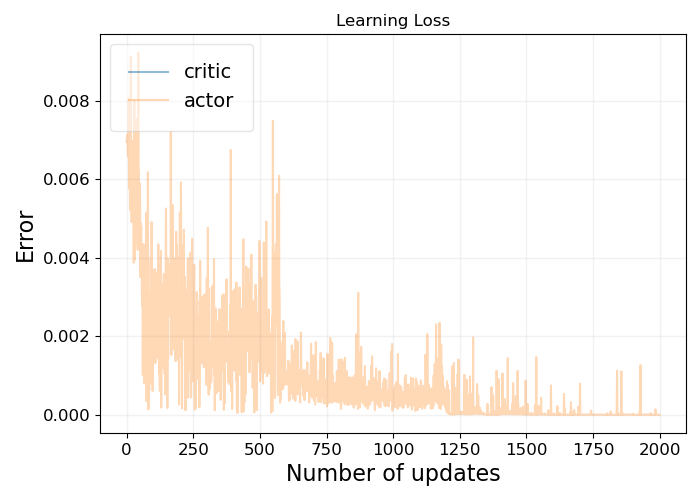 Learning Loss
critic
actor
Error
0.008
0.006
0.004
0.002
0.000
0 250 500 750 1000 1250 1500 1750 2000
Number of updates